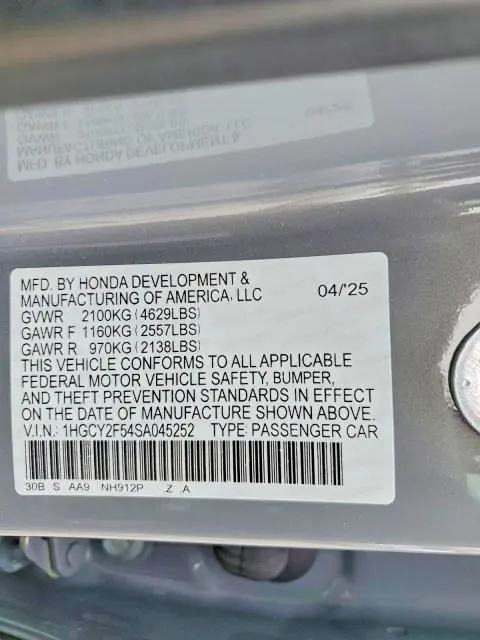 MFD. BY HONDA DEVELOPMENT &
MANUFACTURING OF AMERICA, LLC 04/'25
GVWR 2100KG (4629LBS)
GAWR F 1160KG (2557LBS)
GAWR R 970KG (2138LBS)
THIS VEHICLE CONFORMS TO ALL APPLICABLE
FEDERAL MOTOR VEHICLE SAFETY, BUMPER,
AND THEFT PREVENTION STANDARDS IN EFFECT
ON THE DATE OF MANUFACTURE SHOWN ABOVE.
V.I.N.: 1HGCY2F54SA045252 TYPE: PASSENGER CAR
30B S AA9 NH912P .Z .A